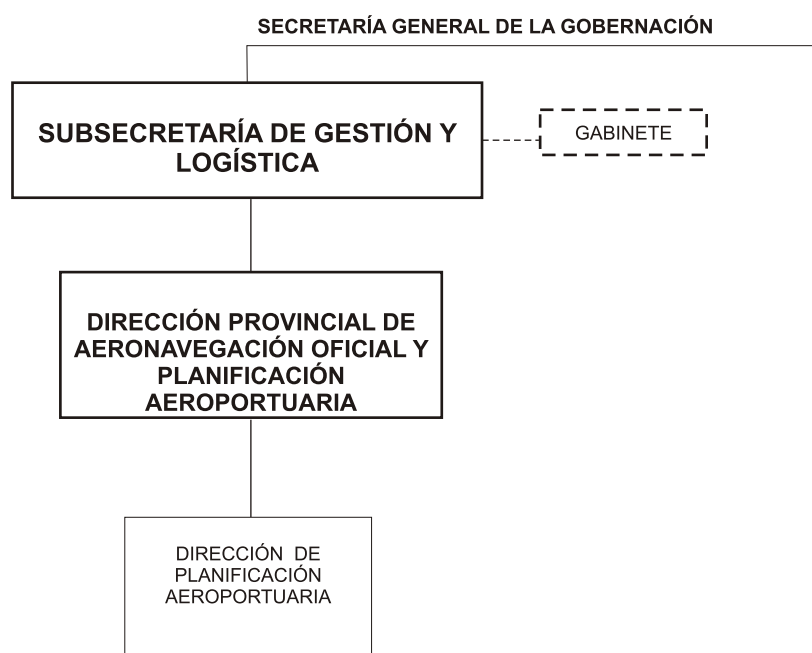 SECRETARÍA GENERAL DE LA GOBERNACIÓN
SUBSECRETARÍA DE GESTIÓN Y
LOGÍSTICA
GABINETE
DIRECCIÓN PROVINCIAL DE
AERONAVEGACIÓN OFICIAL Y
PLANIFICACIÓN
AEROPORTUARIA
DIRECCIÓN DE
PLANIFICACIÓN
AEROPORTUARIA